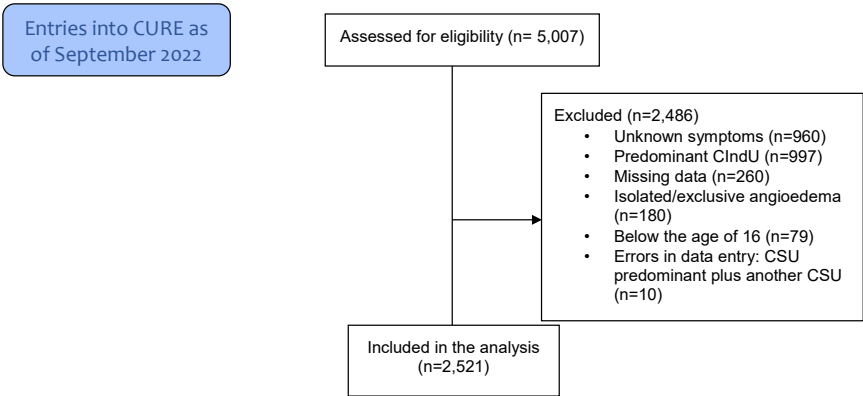 Entries into CURE as
of September 2022
Assessed for eligibility (n= 5,007)
Excluded (n=2,486)
• Unknown symptoms (n=960)
• Predominant CIndU (n=997)
• Missing data (n=260)
• Isolated/exclusive angioedema
(n=180)
• Below the age of 16 (n=79)
• Errors in data entry: CSU
predominant plus another CSU
(n=10)
Included in the analysis
(n=2,521)